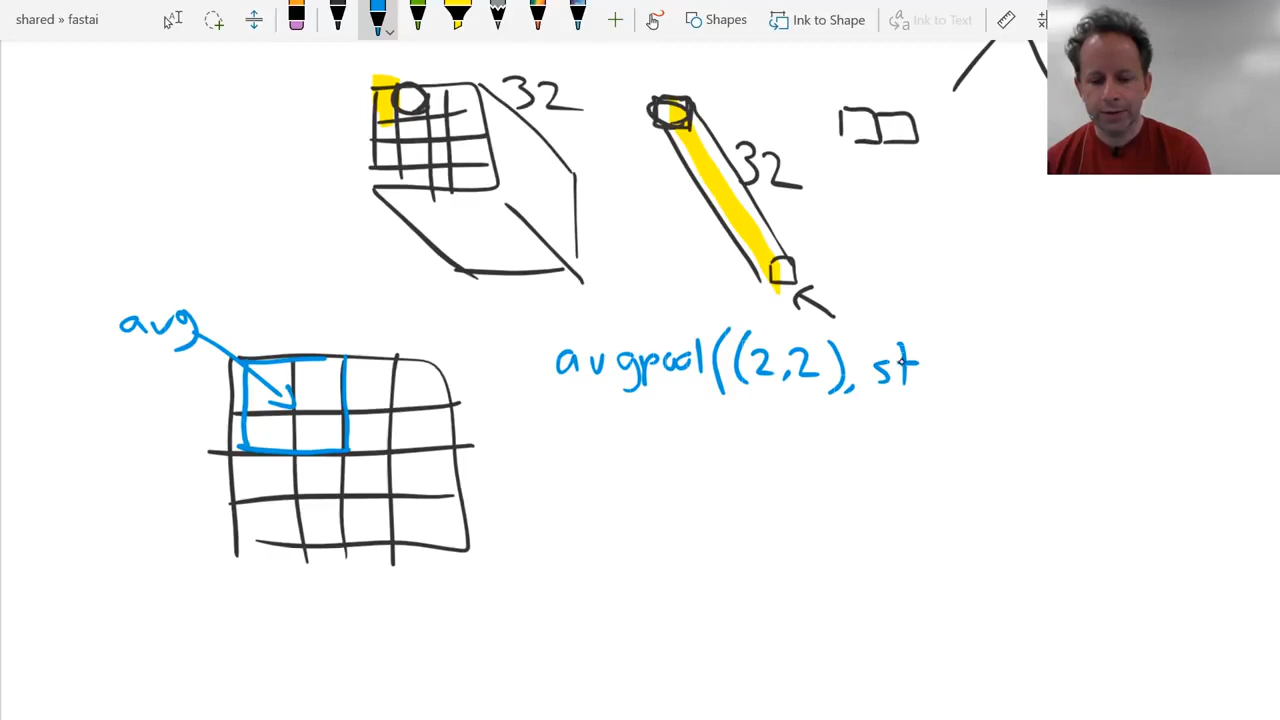 shared » fastai
Shapes
Ink to Shape
Ink to Text
32
32
avg
avgpool((2,2), st